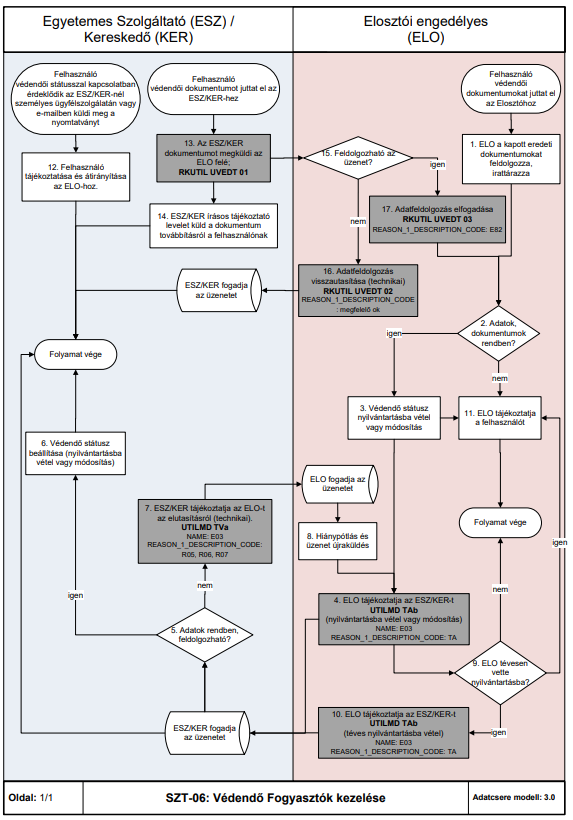 Egyetemes Szolgáltató (ESZ) /
Kereskedő (KER)
Elosztói engedélyes
(ELO)
Felhasználó
védendői státusszal kapcsolatban
érdeklődik az ESZ/KER-nél
személyes ügyfélszolgálatán vagy
e-mailben küldi meg a
nyomtatványt
Felhasználó
védendői dokumentumot juttat el az
ESZ/KER-hez
Felhasználó
védendői
dokumentumokat juttat el
az Elosztóhoz
12. Felhasználó
tájékoztatása és átirányítása
az ELO-hoz.
13. Az ESZ/KER
dokumentumot megküldi az
ELO felé;
RKUTIL UVEDT 01
15. Feldolgozható az
üzenet?
igen
nem
1. ELO a kapott eredeti
dokumentumokat
feldolgozza,
irattárazza
14. ESZ/KER írásos tájékoztató
levelet küld a dokumentum
továbbításról a felhasználónak
17. Adatfeldolgozás elfogadása
RKUTIL UVEDT 03
REASON_1_DESCRIPTION_CODE: E82
ESZ/KER fogadja
az üzenetet
16. Adatfeldolgozás
visszautasítása (technikai)
RKUTIL UVEDT 02
REASON_1_DESCRIPTION_CODE
: megfelelő ok
2. Adatok,
dokumentumok
rendben?
igen
nem
Folyamat vége
3. Védendő státusz
nyilvántartásba vétel
vagy módosítás
11. ELO tájékoztatja
a felhasználót
6. Védendő státusz
beállítása (nyilvántartásba
vétel vagy módosítás)
ELO fogadja az
üzenetet
7. ESZ/KER tájékoztatja az ELO-t
az elutasításról (technikai).
UTILMD TVa
NAME: E03
REASON_1_DESCRIPTION_CODE:
R05, R06, R07
8. Hiánypótlás és
üzenet újraküldés
Folyamat vége
igen
nem
igen
nem
4. ELO tájékoztatja az ESZ/KER-t
UTILMD TAb
(nyilvántartásba vétel vagy módosítás)
NAME: E03
REASON_1_DESCRIPTION_CODE: TA
5. Adatok rendben,
feldolgozható?
9. ELO tévesen
vette
nyilvántartásba?
igen
ESZ/KER fogadja
az üzenetet
10. ELO tájékoztatja az ESZ/KER-t
UTILMD TAb
(téves nyilvántartásba vétel)
NAME: E03
REASON_1_DESCRIPTION_CODE: TA
Oldal: 1/1
SZT-06: Védendő Fogyasztók kezelése
Adatcsere modell: 3.0